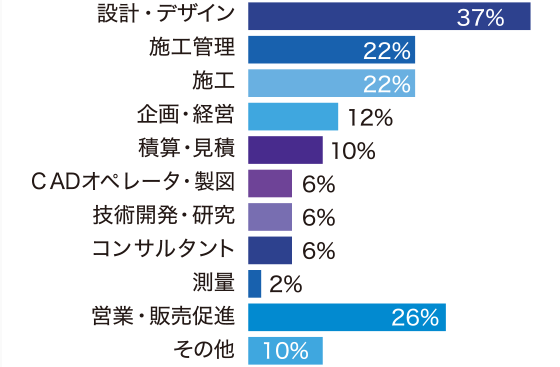 設計・デザイン 37%
施工管理 22%
施工 22%
企画・経営 12%
積算・見積 10%
CADオペレータ・製図 6%
技術開発・研究 6%
コンサルタント 6%
測量 2%
営業・販売促進 26%
その他 10%